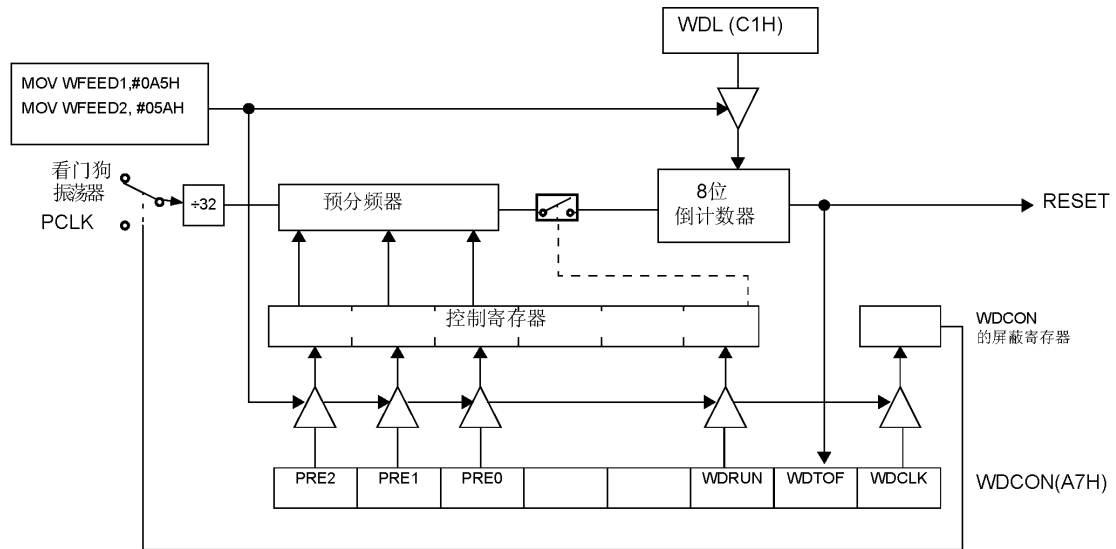 WDL (C1H)
MOV WFEED1,#0A5H
MOV WFEED2, #05AH
看门狗
振荡器
PCLK
÷32
预分频器
8位
倒计数器
RESET
控制寄存器
WDCON
的屏蔽寄存器
PRE2
PRE1
PRE0
WDRUN
WDTOF
WDCLK
WDCON(A7H)